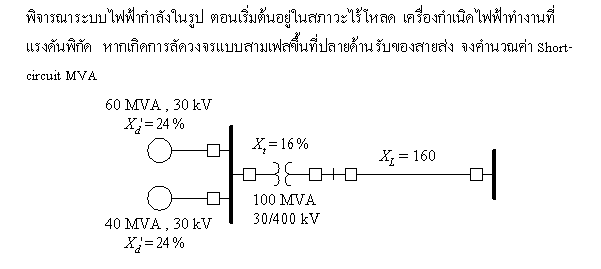 พิจารณาระบบไฟฟ้ากำลังในรูป ตอนเริ่มต้นอยู่ในสภาวะไร้โหลด เครื่องกำเนิดไฟฟ้าทำงานที่
แรงดันพิกัด หากเกิดการลัดวงจรแบบสามเฟสขึ้นที่ปลายด้านรับของสายส่ง จงคำนวณค่า Short-
circuit MVA
60 MVA , 30 kV
X'd = 24%
Xt = 16%
XL = 160
100 MVA
30/400 kV
40 MVA , 30 kV
Xd' = 24%